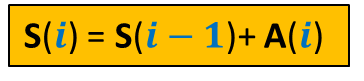 S(i) = S(i − 1)+ A(i)